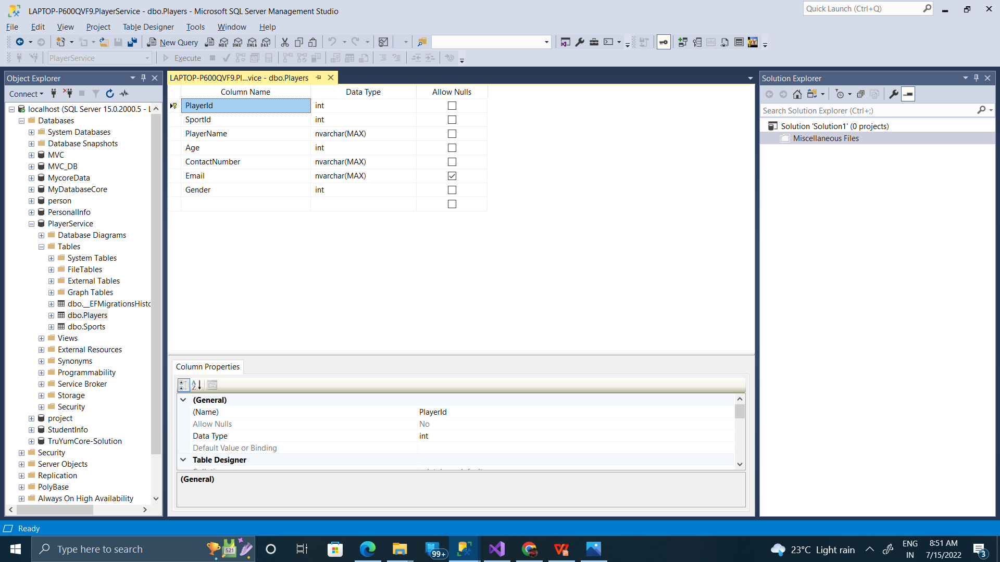 LAPTOP-P600QVF9.PlayerService - dbo.Players - Microsoft SQL Server Management Studio
Quick Launch (Ctrl+Q)
File Edit View Project Table Designer Tools Window Help
New Query MDX DMX XMLA DAX
PlayerService Execute
Object Explorer
Connect
localhost (SQL Server 15.0.2000.5 - L
Databases
System Databases
Database Snapshots
MVC
MVC_DB
MycoreData
MyDatabaseCore
person
PersonalInfo
PlayerService
Database Diagrams
Tables
System Tables
FileTables
External Tables
Graph Tables
dbo.__EFMigrationsHisto
dbo.Players
dbo.Sports
Views
External Resources
Synonyms
Programmability
Service Broker
Storage
Security
project
StudentInfo
TruYumCore-Solution
Security
Server Objects
Replication
PolyBase
Always On High Availability
LAPTOP-P600QVF9.Pl...vice - dbo.Players
Column Name Data Type Allow Nulls
PlayerId int
SportId int
PlayerName nvarchar(MAX)
Age int
ContactNumber nvarchar(MAX)
Email nvarchar(MAX)
Gender int
Column Properties
(General)
(Name) PlayerId
Allow Nulls No
Data Type int
Default Value or Binding
Table Designer
(General)
Solution Explorer
Search Solution Explorer (Ctrl+;)
Solution 'Solution1' (0 projects)
Miscellaneous Files
Ready
Type here to search
521
99+
23°C Light rain
ENG
IN
8:51 AM
7/15/2022
3